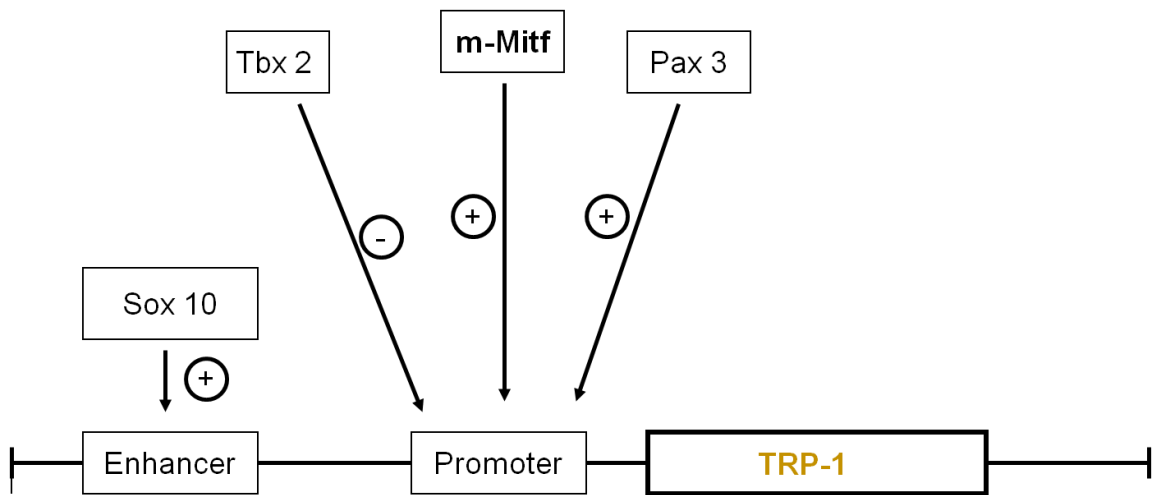 Tbx 2
m-Mitf
Pax 3
-
+
+
Sox 10
+
Enhancer
Promoter
TRP-1